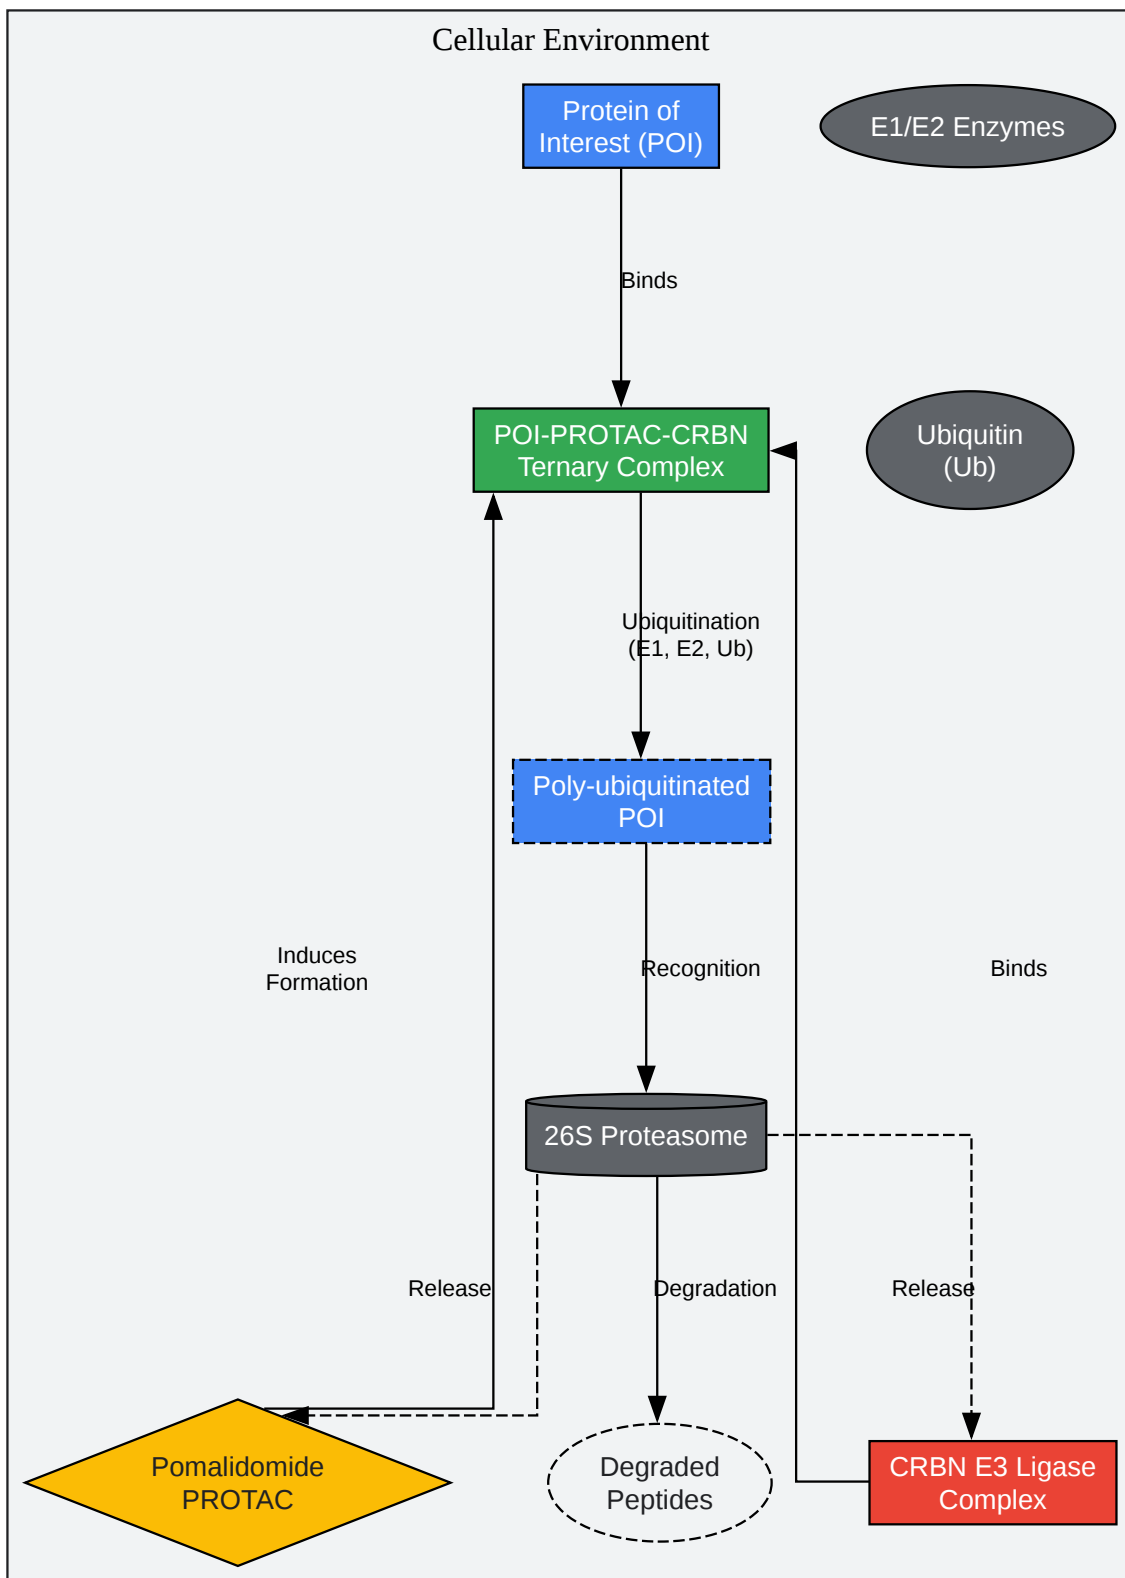 Cellular Environment
Protein of
Interest (POI)
E1/E2 Enzymes
Binds
POI-PROTAC-CRBN
Ternary Complex
Ubiquitin
(Ub)
Ubiquitination
(E1, E2, Ub)
Poly-ubiquitinated
POI
Induces
Formation
Recognition
Binds
26S Proteasome
Release
Degradation
Release
Pomalidomide
PROTAC
Degraded
Peptides
CRBN E3 Ligase
Complex